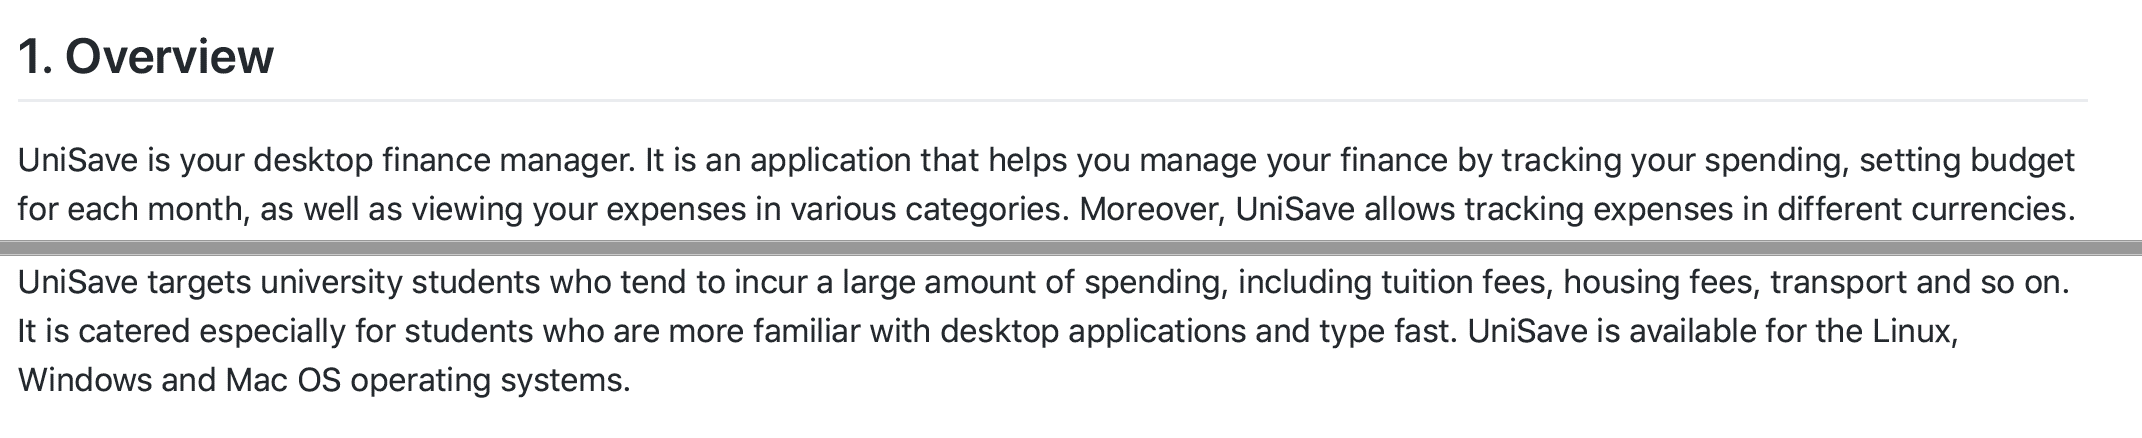 1. Overview
UniSave is your desktop finance manager. It is an application that helps you manage your finance by tracking your spending, setting budget
for each month, as well as viewing your expenses in various categories. Moreover, UniSave allows tracking expenses in different currencies.
UniSave targets university students who tend to incur a large amount of spending, including tuition fees, housing fees, transport and so on.
It is catered especially for students who are more familiar with desktop applications and type fast. UniSave is available for the Linux,
Windows and Mac OS operating systems.